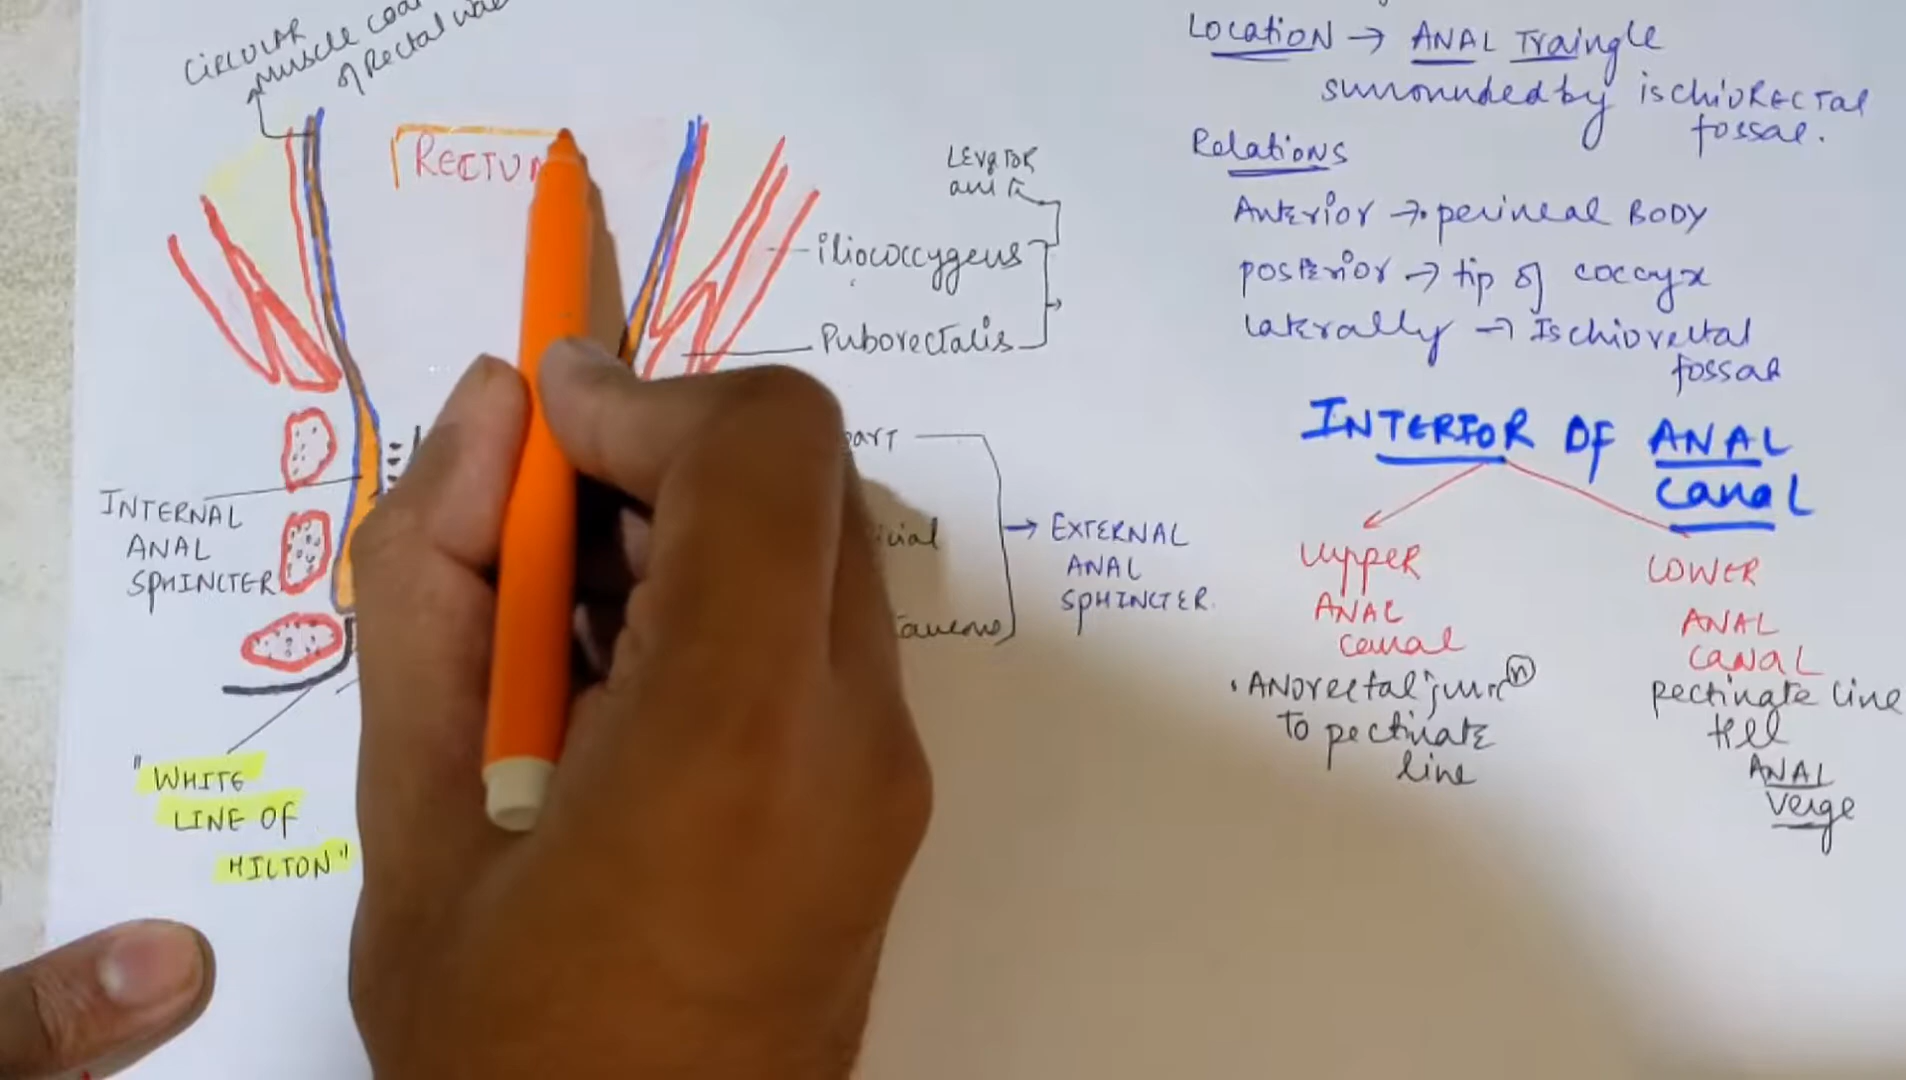 CIRCULAR
Muscle coat
of Rectal
RECTUM
INTERNAL
ANAL
SPHINCTER
"WHITE
LINE OF
HILTON"
LEVATOR
ani
iliococcygeus
Puborectalis
part
EXTERNAL
ANAL
SPHINCTER.
Location → ANAL Traingle
surrounded by ischioRECTal
fossae.
Relations
Anterior → perineal BODY
posterior → tip of coccyx
laterally → Ischiorectal
fossae
INTERIOR OF ANAL
canal
Upper
ANAL
canal
. ANorectal junc(n)
To pectinate
line
LOWER
ANAL
CANAL
pectinate line
till
ANAL
Verge